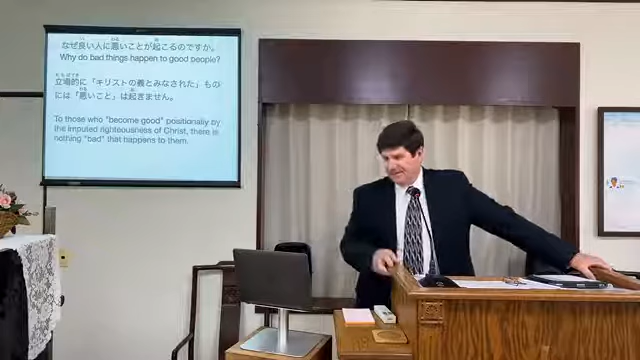 なぜ良い人に悪いことが起こるのですか。
Why do bad things happen to good people?
立場的に「キリストの義とみなされた」もの
には「悪いこと」は起きません。
To those who "become good" positionally by
the imputed righteousness of Christ, there is
nothing "bad" that happens to them.